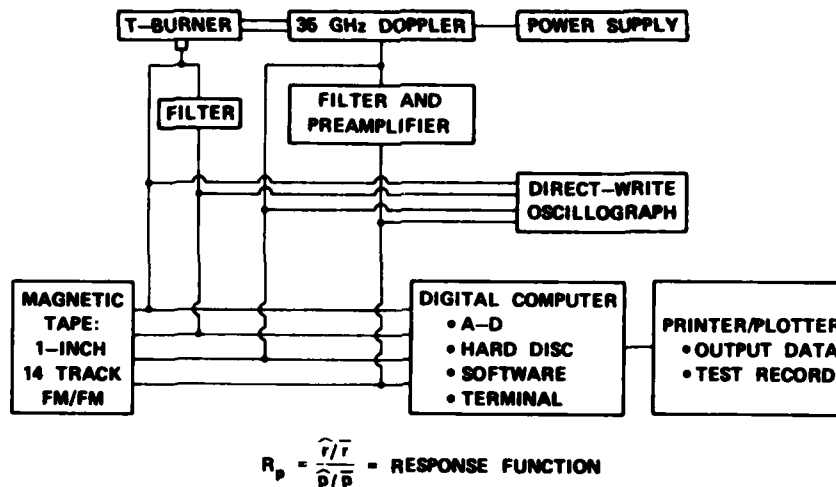 T-BURNER
35 GHz DOPPLER
POWER SUPPLY
FILTER
FILTER AND
PREAMPLIFIER
DIRECT-WRITE
OSCILLOGRAPH
MAGNETIC
TAPE:
1-INCH
14 TRACK
FM/FM
DIGITAL COMPUTER
• A-D
• HARD DISC
• SOFTWARE
• TERMINAL
PRINTER/PLOTTER
• OUTPUT DATA
• TEST RECORD
R_p = (r̂/r̄)/(p̂/p̄) = RESPONSE FUNCTION